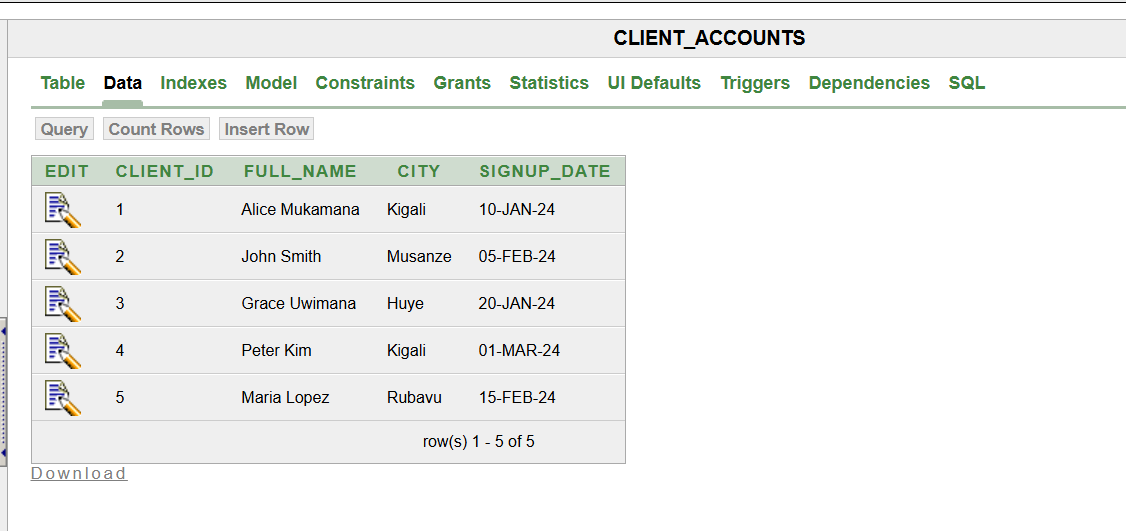 CLIENT_ACCOUNTS
Table Data Indexes Model Constraints Grants Statistics UI Defaults Triggers Dependencies SQL
Query Count Rows Insert Row
EDIT CLIENT_ID FULL_NAME CITY SIGNUP_DATE
1 Alice Mukamana Kigali 10-JAN-24
2 John Smith Musanze 05-FEB-24
3 Grace Uwimana Huye 20-JAN-24
4 Peter Kim Kigali 01-MAR-24
5 Maria Lopez Rubavu 15-FEB-24
row(s) 1 - 5 of 5
Download